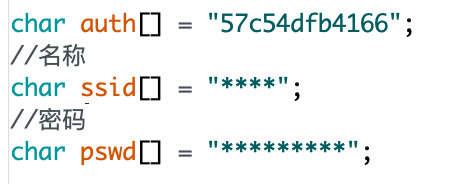 char auth[] = "57c54dfb4166";
//名称
char ssid[] = "****";
//密码
char pswd[] = "*********";